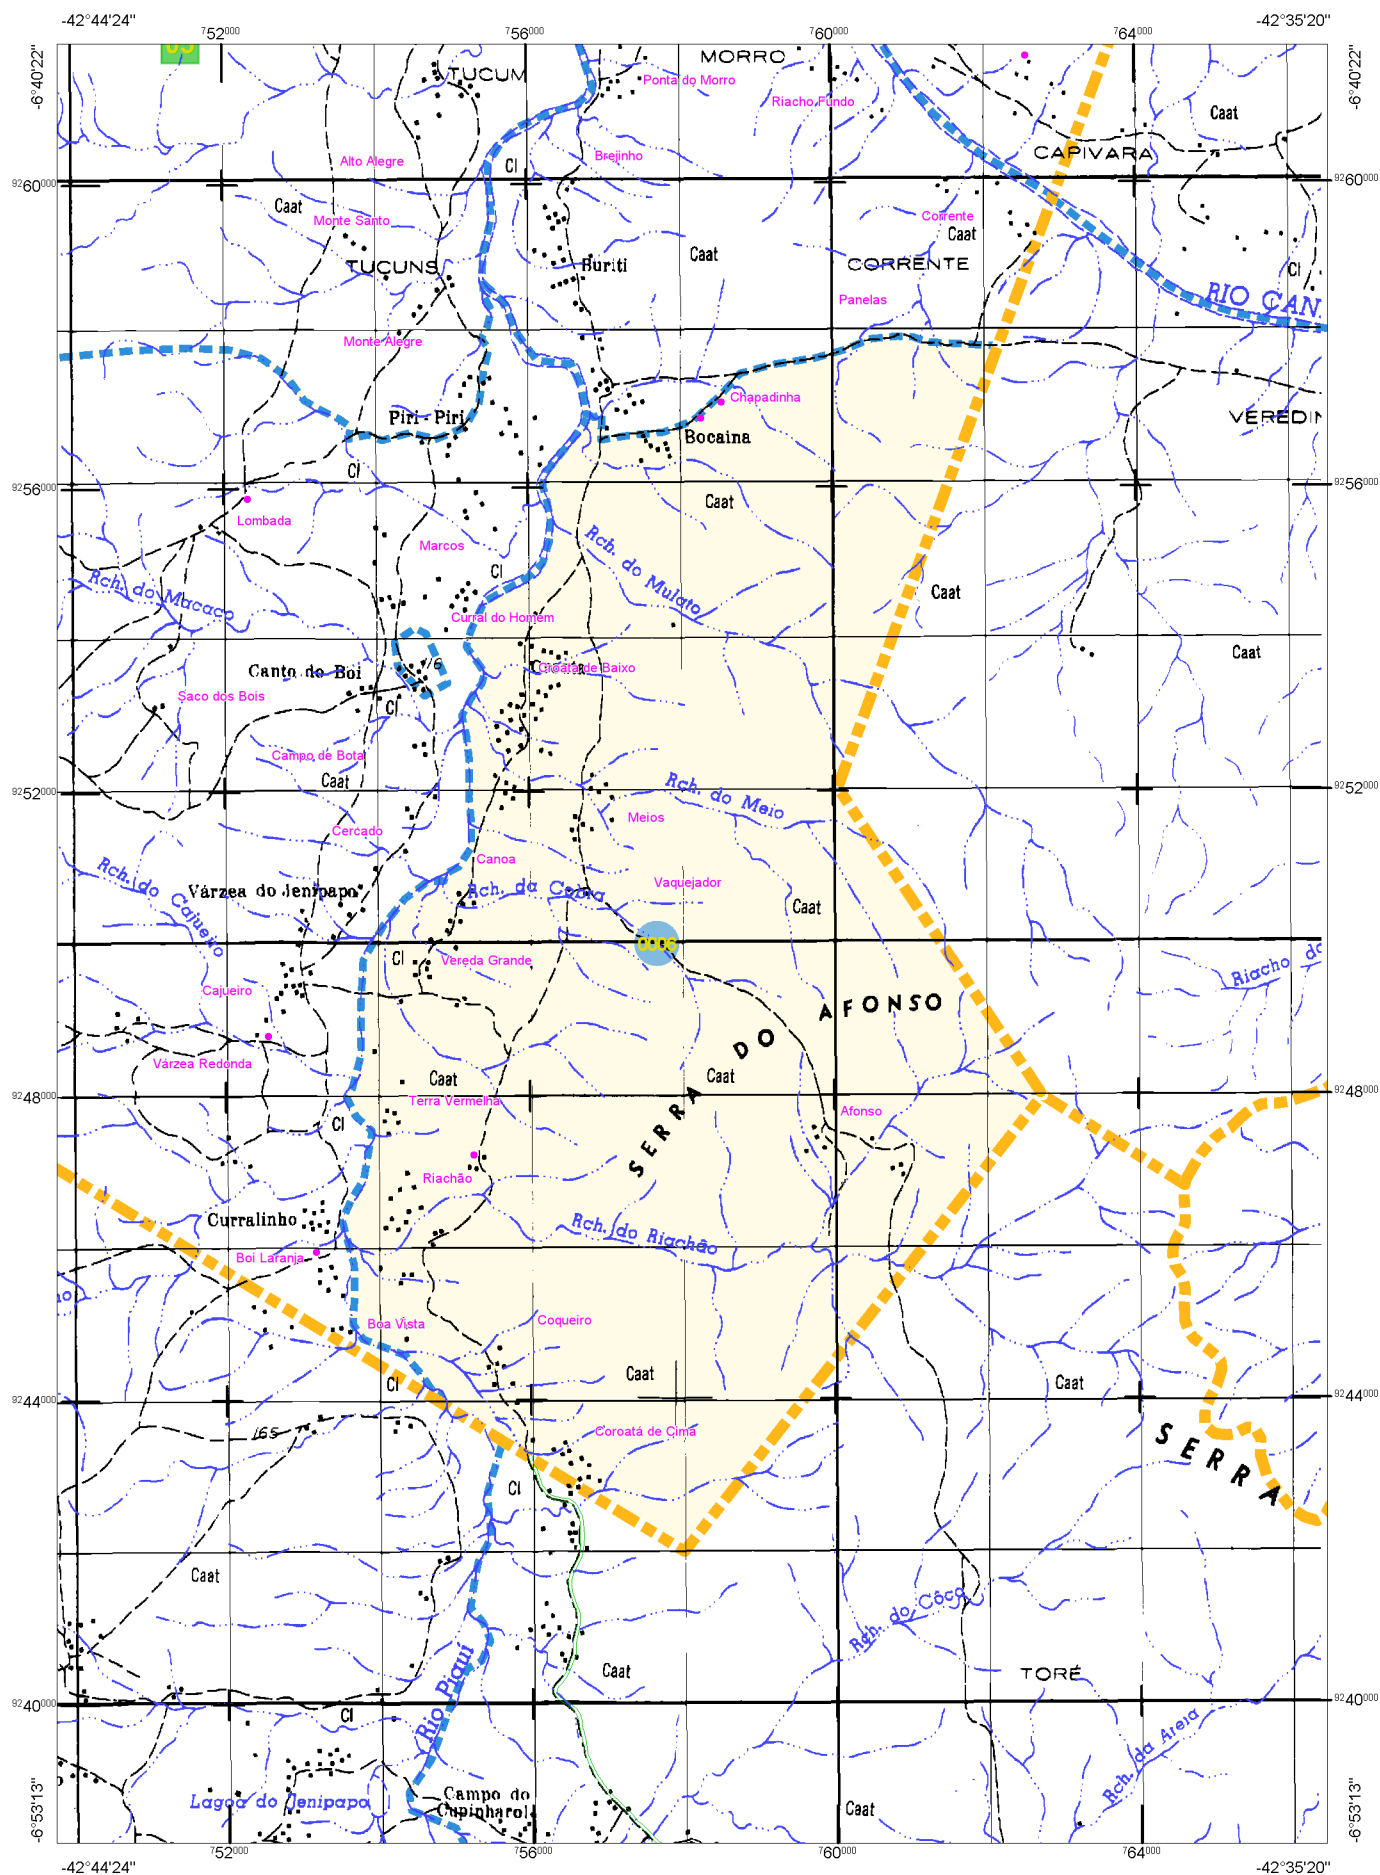 -42°44'24"
752000
756000
760000
764000
-42°35'20"
-6°40'22"
-6°40'22"
05
MORRO
TUCUM
Ponta do Morro
Riacho Fundo
Caat
CAPIVARA
Alto Alegre
Brejinho
Cl
9260000
9260000
Caat
Monte Santo
Corrente
Caat
TUCUNS
Buriti
Caat
CORRENTE
Cl
Panelas
RIO CAN
Monte Alegre
Chapadinha
Piri - Piri
VEREDIN
Bocaina
Cl
9256000
9256000
Caat
Lombada
Marcos
Rch. do Mulato
Cl
Rch. do Macaco
Caat
Curral do Homem
Canto do Boi
16
Croatá de Baixo
Caat
Saco dos Bois
Cl
Campo de Bota
Caat
9252000
9252000
Rch. do Meio
Meios
Cercado
Canoa
Rch. do Cajueiro
Várzea do Jenipapo
Rch. da Cobra
Vaquejador
Caat
0006
Cl
Vereda Grande
Riacho do
Cajueiro
SERRA DO AFONSO
Várzea Redonda
Caat
Caat
9248000
9248000
Terra Vermelha
Afonso
Cl
Riachão
Curralinho
Rch. do Riachão
Boi Laranja
Boa Vista
Coqueiro
Caat
Cl
Caat
9244000
9244000
165
Coroatá de Cima
SERRA
Cl
Caat
Rch. do Côco
Rio Piauí
Caat
TORÉ
9240000
9240000
Cl
Rch. da Areia
Lagoa do Jenipapo
Campo do
Cupinharol
Caat
-6°53'13"
-6°53'13"
752000
756000
760000
764000
-42°44'24"
-42°35'20"